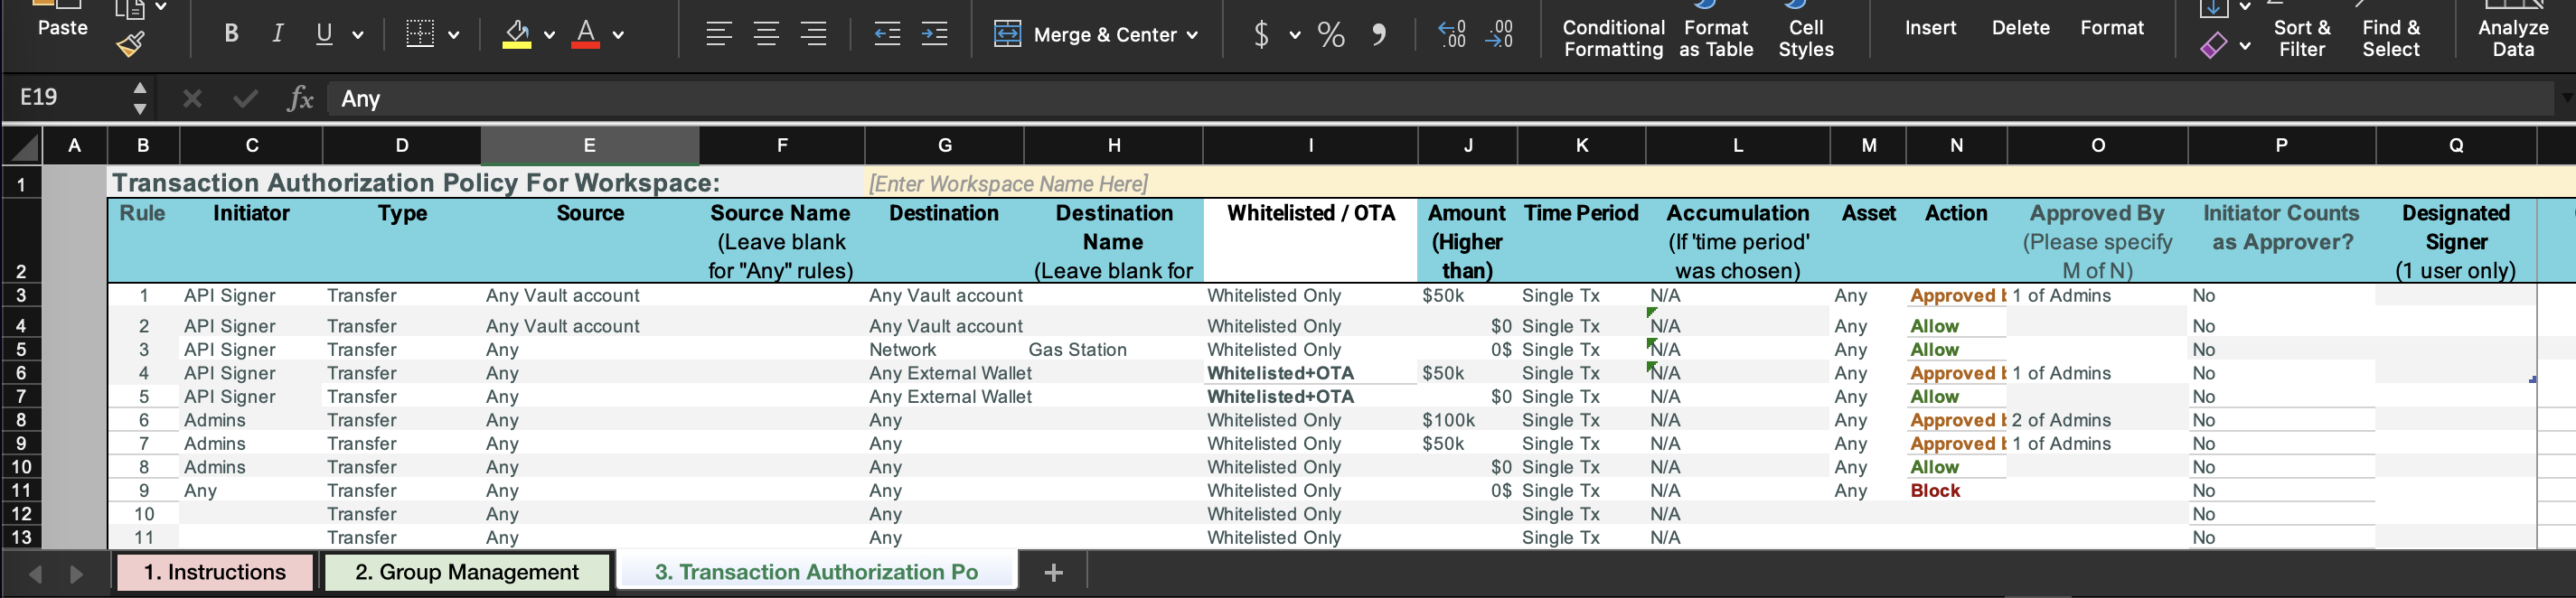 Paste
B I U A
Merge & Center
$ % 9
Conditional Formatting
Format as Table
Cell Styles
Insert
Delete
Format
Sort & Filter
Find & Select
Analyze Data
E19 fx Any
A B C D E F G H I J K L M N O P Q
1 Transaction Authorization Policy For Workspace: [Enter Workspace Name Here]
2 Rule Initiator Type Source Source Name (Leave blank for "Any" rules) Destination Destination Name (Leave blank for Whitelisted / OTA Amount (Higher than) Time Period Accumulation (If 'time period' was chosen) Asset Action Approved By (Please specify M of N) Initiator Counts as Approver? Designated Signer (1 user only)
3 1 API Signer Transfer Any Vault account Any Vault account Whitelisted Only $50k Single Tx N/A Any Approved b 1 of Admins No
4 2 API Signer Transfer Any Vault account Any Vault account Whitelisted Only $0 Single Tx N/A Any Allow No
5 3 API Signer Transfer Any Network Gas Station Whitelisted Only 0$ Single Tx N/A Any Allow No
6 4 API Signer Transfer Any Any External Wallet Whitelisted+OTA $50k Single Tx N/A Any Approved b 1 of Admins No
7 5 API Signer Transfer Any Any External Wallet Whitelisted+OTA $0 Single Tx N/A Any Allow No
8 6 Admins Transfer Any Any Whitelisted Only $100k Single Tx N/A Any Approved b 2 of Admins No
9 7 Admins Transfer Any Any Whitelisted Only $50k Single Tx N/A Any Approved b 1 of Admins No
10 8 Admins Transfer Any Any Whitelisted Only $0 Single Tx N/A Any Allow No
11 9 Any Transfer Any Any Whitelisted Only 0$ Single Tx N/A Any Block No
12 10 Transfer Any Any Whitelisted Only Single Tx N/A No
13 11 Transfer Any Any Whitelisted Only Single Tx N/A No
1. Instructions
2. Group Management
3. Transaction Authorization Po
+